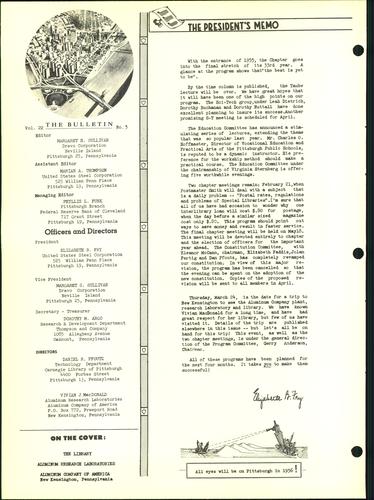 THE BULLETIN
Vol. 22 No. 5
Editor
MARGARET G. SULLIVAN
Dravo Corporation
Neville Island
Pittsburgh 25, Pennsylvania
Assistant Editor
MARIAN A. THOMPSON
United States Steel Corporation
525 William Penn Place
Pittsburgh 19, Pennsylvania
Managing Editor
PHYLLIS G. FUNK
Pittsburgh Branch
Federal Reserve Bank of Cleveland
717 Grant Street
Pittsburgh 19, Pennsylvania
Officers and Directors
President
ELIZABETH B. FRY
United States Steel Corporation
525 William Penn Place
Pittsburgh 19, Pennsylvania
Vice President
MARGARET G. SULLIVAN
Dravo Corporation
Neville Island
Pittsburgh 25, Pennsylvania
Secretary - Treasurer
DOROTHY M. ARGO
Research & Development Department
Thompson and Company
1085 Allegheny Avenue
Oakmont, Pennsylvania
DIRECTORS
DANIEL R. PFOUTZ
Technology Department
Carnegie Library of Pittsburgh
4400 Forbes Street
Pittsburgh 13, Pennsylvania
VIVIAN J. MacDONALD
Aluminum Research Laboratories
Aluminum Company of America
P.O. Box 772, Freeport Road
New Kensington, Pennsylvania
ON THE COVER:
THE LIBRARY
ALUMINUM RESEARCH LABORATORIES
ALUMINUM COMPANY OF AMERICA
New Kensington, Pennsylvania
THE PRESIDENT'S MEMO
With the entrance of 1955, the Chapter goes
into the final stretch of its 33rd year. A
glance at the program shows that "the best is yet
to be".
By the time column is published, the Taube
lecture will be over. We have great hopes that
it will have been one of the high points on our
program. The Sci-Tech group, under Leah Dietrich,
Dorothy Buchanan and Dorothy Nuttall have done
excellent planning to insure its success. Another
promising S-T meeting is scheduled for April.
The Education Committee has announced a stim-
ulating series of lectures, extending the theme
that was so popular last year. Mr. Charles C.
Hoffmaster, Director of Vocational Education and
Practical Arts of the Pittsburgh Public Schools,
is reputed to be a dynamic instructor. His pre-
ference for the workship method should make a
practical course. The Education Committee under
the chairmanship of Virginia Sternberg is offering
five worthwhile evenings.
Two chapter meetings remain; February 11, when
Postmaster Smith will deal with a subject that
is a daily problem -- "Postal rates, regulations
and problems of Special Libraries". I'm sure that
all of us have had occasion to wonder why one
interlibrary loan will cost $.80 for postage
when the day before a similar sized magazine
cost only $.20. This program should point out
ways to save money and result in faster service.
The final chapter meeting will be held on May 18.
This meeting will be devoted entirely to chapter
and the election of officers for the important
year ahead. The Constitution Committee, with
Eleanor McCann, chairman, Elizabeth Faddis, Julian
Fertig and Dan Pfoutz, has completely revamped
our constitution. In view of this major re-
vision, the program has been cancelled so that
the evening can be spent on the adoption of the
new constitution. Copies of the proposed re-
vision will be sent to all members in April.
Thursday, March 24, is the date for a trip to
New Kensington to see the Aluminum Company plant,
research laboratory and library. We have known
Vivian MacDonald for a long time, and have had
great respect for her library, but few of us have
visited it. Details of the trip are published
elsewhere in this issue -- but let's all be on
hand for this trip! This event, as well as the
two chapter meetings, is under the general direc-
tion of the Program Committee, Gerry Anderson,
Chairman.
All of these programs have been planned for the
next four months. It takes you to make them
successful!
Elizabeth B. Fry
All eyes will be on Pittsburgh in 1956 !